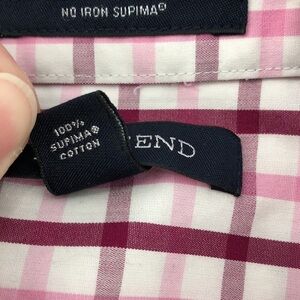 NO IRON SUPIMA®
100%
SUPIMA®
COTTON
END